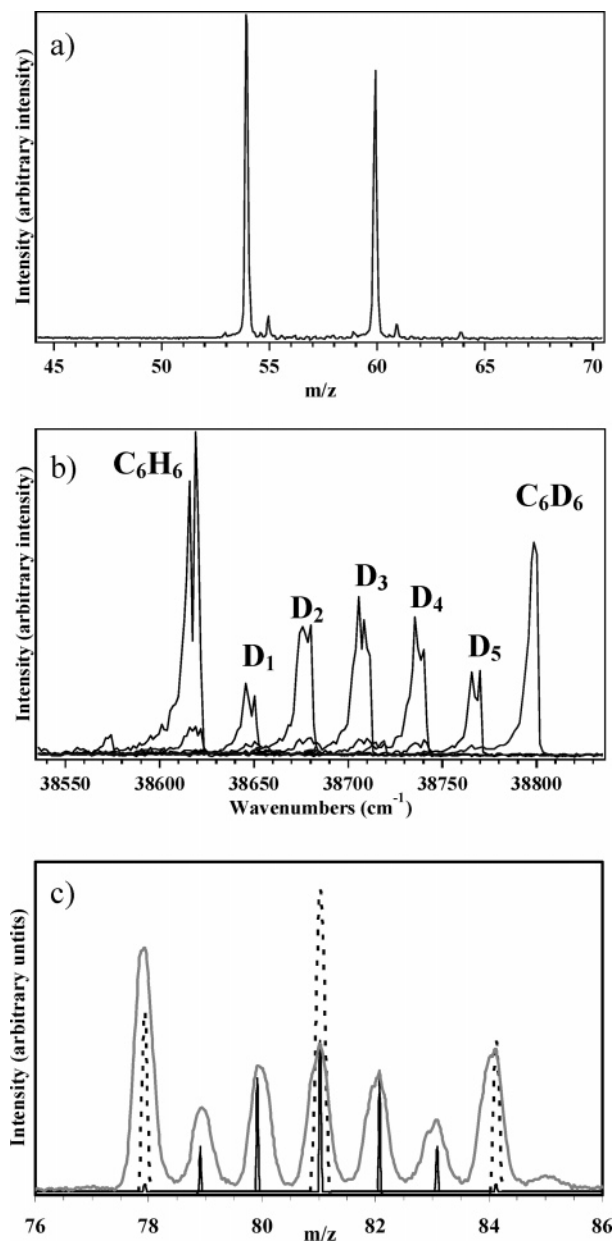 a)
Intensity (arbitrary intensity)
45 50 55 60 65 70
m/z
b)
Intensity (arbitrary intensity)
C₆H₆
D₁
D₂
D₃
D₄
D₅
C₆D₆
38550 38600 38650 38700 38750 38800
Wavenumbers (cm⁻¹)
c)
Intensity (arbitrary untits)
76 78 80 82 84 86
m/z